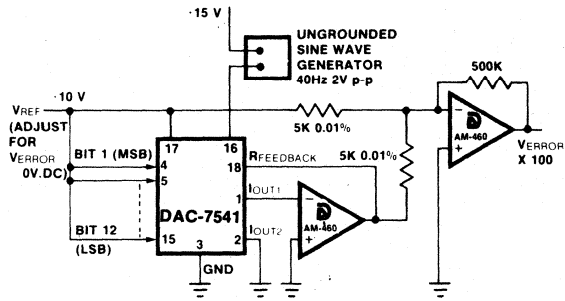 -15 V
UNGROUNDED
SINE WAVE
GENERATOR
40Hz 2V p-p
500K
VREF
-10 V
(ADJUST
FOR
VERROR
0V.DC)
BIT 1 (MSB)
BIT 12
(LSB)
17
16
4
5
15
18
1
2
3
DAC-7541
GND
RFEEDBACK
IOUT1
IOUT2
5K 0.01%
5K 0.01%
-
+
AM-460
-
+
AM-460
VERROR
X 100